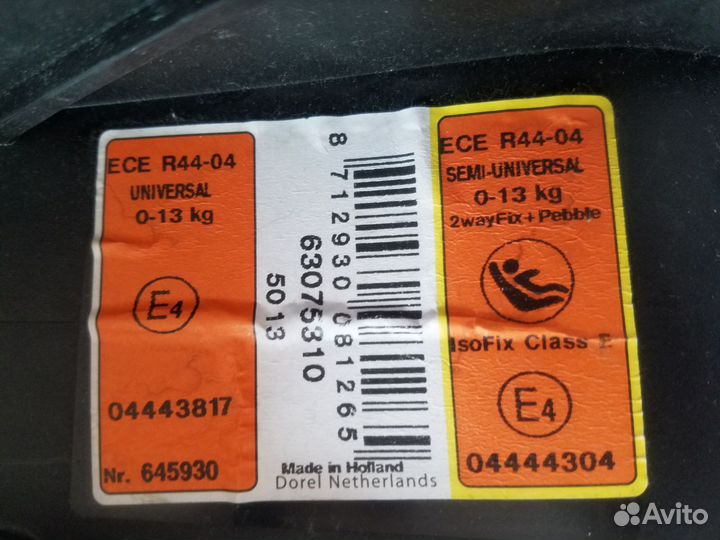 ECE R44-04
UNIVERSAL
0-13 kg
E4
04443817
Nr. 645930
8 712930 081265
63075310
5013
Made in Holland
Dorel Netherlands
ECE R44-04
SEMI-UNIVERSAL
0-13 kg
2wayFix + Pebble
IsoFix Class E
E4
04444304
Avito